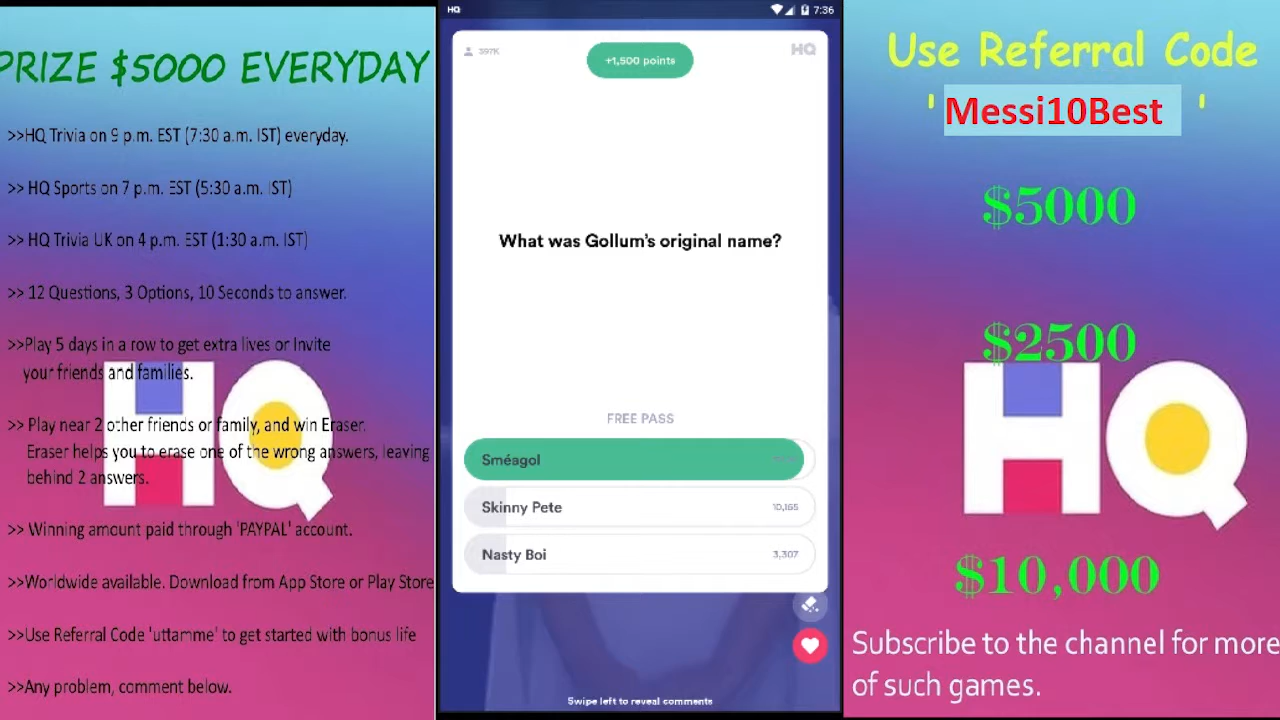 PRIZE $5000 EVERYDAY
>>HQ Trivia on 9 p.m. EST (7:30 a.m. IST) everyday.
>> HQ Sports on 7 p.m. EST (5:30 a.m. IST)
>> HQ Trivia UK on 4 p.m. EST (1:30 a.m. IST)
>> 12 Questions, 3 Options, 10 Seconds to answer.
>>Play 5 days in a row to get extra lives or Invite
your friends and families.
>> Play near 2 other friends or family, and win Eraser.
Eraser helps you to erase one of the wrong answers, leaving
behind 2 answers.
>> Winning amount paid through 'PAYPAL' account.
>>Worldwide available. Download from App Store or Play Store
>>Use Referral Code 'uttamme' to get started with bonus life
>>Any problem, comment below.
HQ
HQ 7:36
397K
+1,500 points
HQ
What was Gollum's original name?
FREE PASS
Sméagol
Skinny Pete 10,165
Nasty Boi 3,307
Swipe left to reveal comments
Use Referral Code
' Messi10Best '
$5000
$2500
HQ
$10,000
Subscribe to the channel for more
of such games.